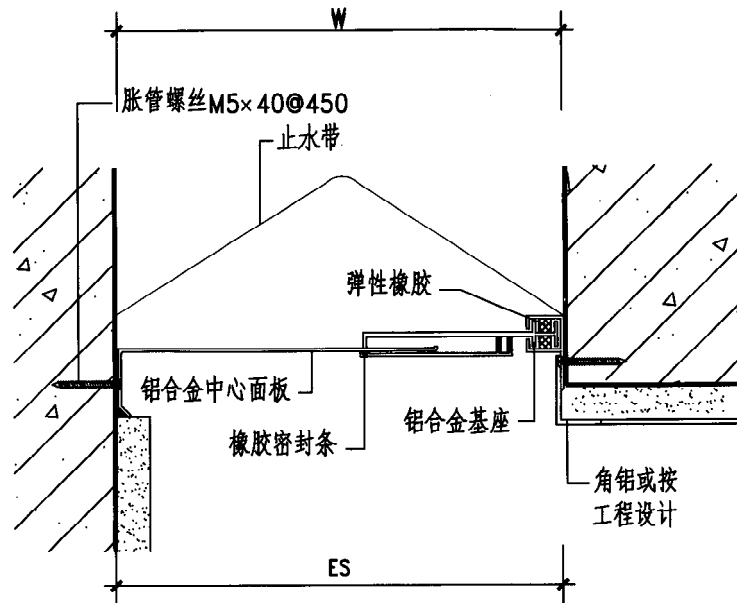 W
胀管螺丝M5×40@450
止水带
弹性橡胶
铝合金中心面板
橡胶密封条
铝合金基座
角铝或按
工程设计
ES